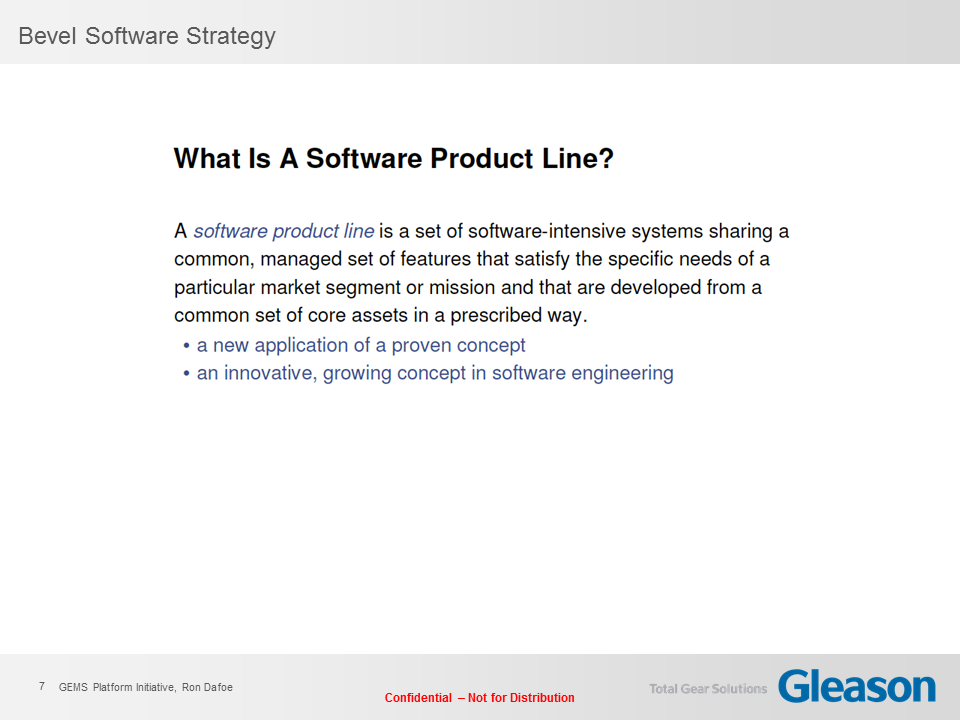 Bevel Software Strategy
What Is A Software Product Line?
A software product line is a set of software-intensive systems sharing a
common, managed set of features that satisfy the specific needs of a
particular market segment or mission and that are developed from a
common set of core assets in a prescribed way.
• a new application of a proven concept
• an innovative, growing concept in software engineering
7 GEMS Platform Initiative, Ron Dafoe
Confidential – Not for Distribution
Total Gear Solutions Gleason